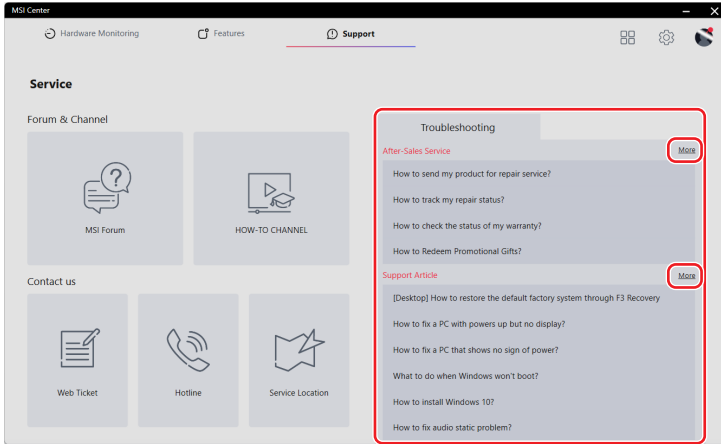 MSI Center
Hardware Monitoring
Features
Support
Service
Forum & Channel
MSI Forum
HOW-TO CHANNEL
Contact us
Web Ticket
Hotline
Service Location
Troubleshooting
After-Sales Service
More
How to send my product for repair service?
How to track my repair status?
How to check the status of my warranty?
How to Redeem Promotional Gifts?
Support Article
More
[Desktop] How to restore the default factory system through F3 Recovery
How to fix a PC with powers up but no display?
How to fix a PC that shows no sign of power?
What to do when Windows won't boot?
How to install Windows 10?
How to fix audio static problem?